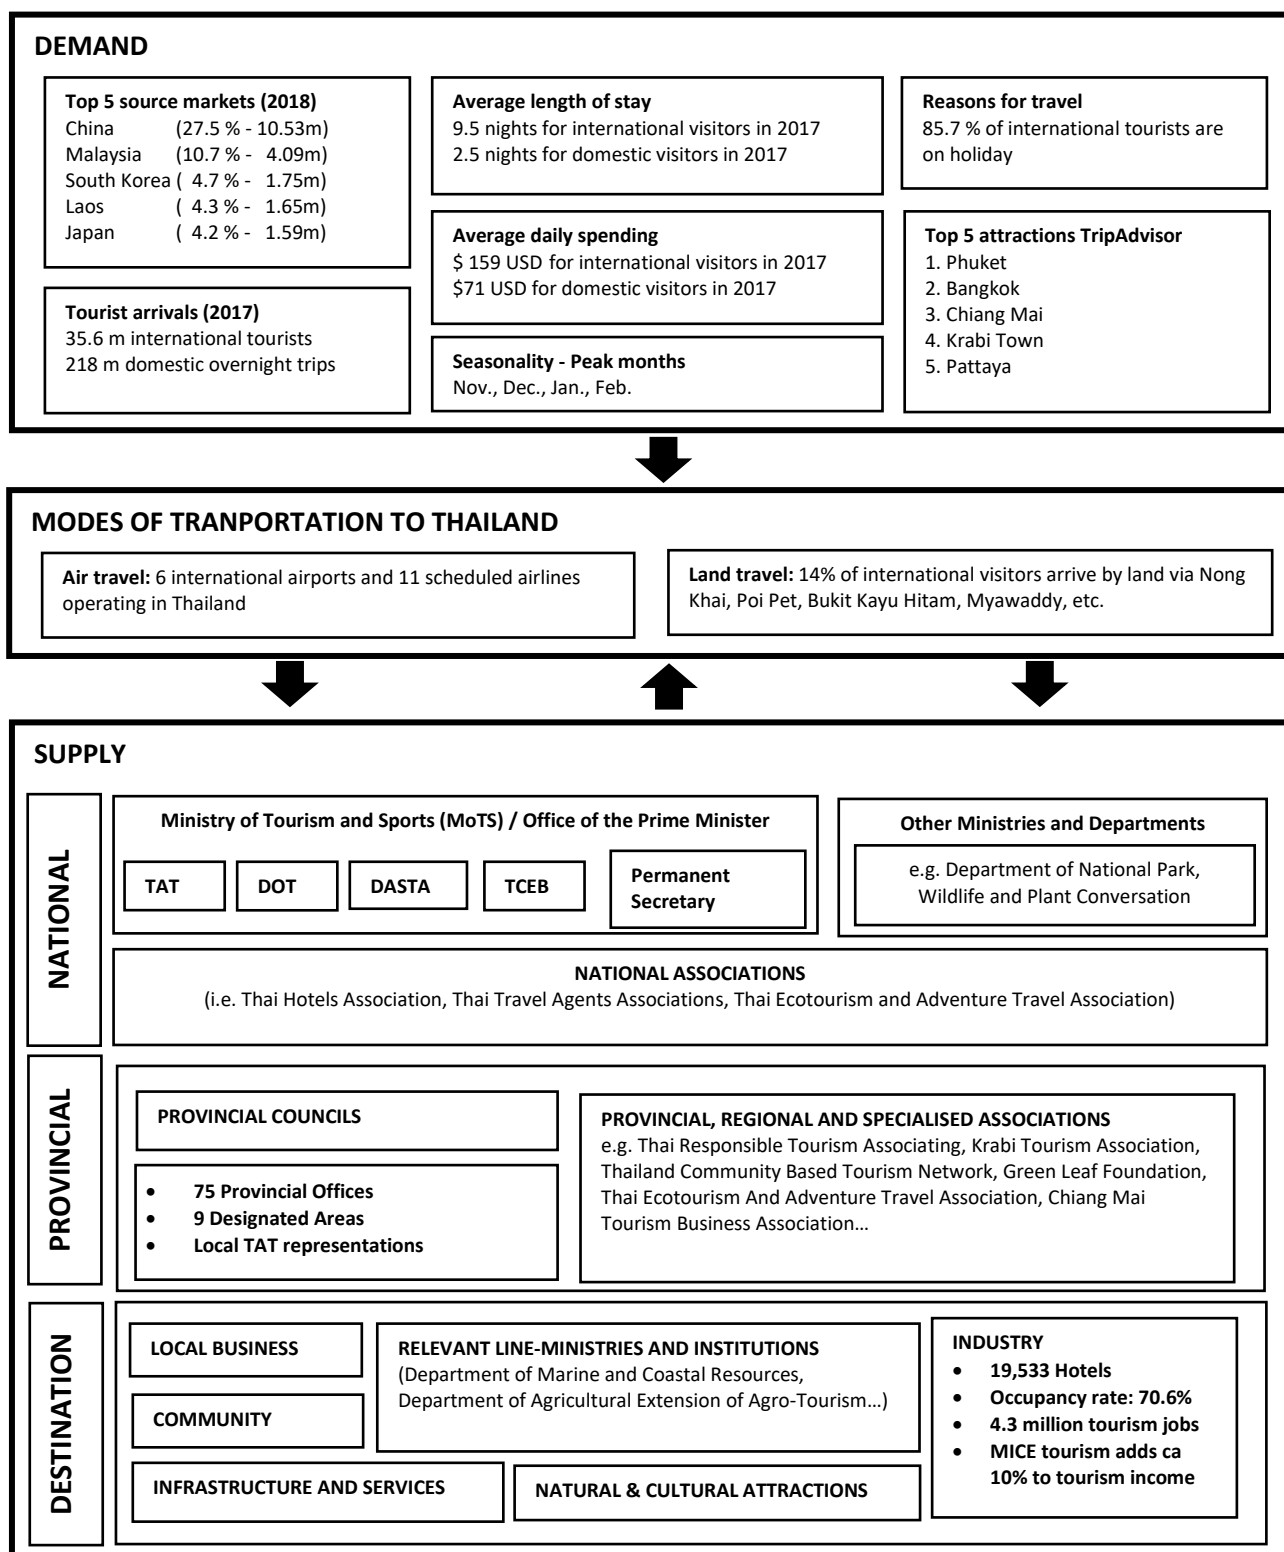 DEMAND
Top 5 source markets (2018)
China (27.5 % - 10.53m)
Malaysia (10.7 % - 4.09m)
South Korea ( 4.7 % - 1.75m)
Laos ( 4.3 % - 1.65m)
Japan ( 4.2 % - 1.59m)
Tourist arrivals (2017)
35.6 m international tourists
218 m domestic overnight trips
Average length of stay
9.5 nights for international visitors in 2017
2.5 nights for domestic visitors in 2017
Average daily spending
$ 159 USD for international visitors in 2017
$71 USD for domestic visitors in 2017
Seasonality - Peak months
Nov., Dec., Jan., Feb.
Reasons for travel
85.7 % of international tourists are
on holiday
Top 5 attractions TripAdvisor
1. Phuket
2. Bangkok
3. Chiang Mai
4. Krabi Town
5. Pattaya
MODES OF TRANPORTATION TO THAILAND
Air travel: 6 international airports and 11 scheduled airlines
operating in Thailand
Land travel: 14% of international visitors arrive by land via Nong
Khai, Poi Pet, Bukit Kayu Hitam, Myawaddy, etc.
SUPPLY
NATIONAL
Ministry of Tourism and Sports (MoTS) / Office of the Prime Minister
TAT
DOT
DASTA
TCEB
Permanent
Secretary
Other Ministries and Departments
e.g. Department of National Park,
Wildlife and Plant Conversation
NATIONAL ASSOCIATIONS
(i.e. Thai Hotels Association, Thai Travel Agents Associations, Thai Ecotourism and Adventure Travel Association)
PROVINCIAL
PROVINCIAL COUNCILS
• 75 Provincial Offices
• 9 Designated Areas
• Local TAT representations
PROVINCIAL, REGIONAL AND SPECIALISED ASSOCIATIONS
e.g. Thai Responsible Tourism Associating, Krabi Tourism Association,
Thailand Community Based Tourism Network, Green Leaf Foundation,
Thai Ecotourism And Adventure Travel Association, Chiang Mai
Tourism Business Association…
DESTINATION
LOCAL BUSINESS
COMMUNITY
RELEVANT LINE-MINISTRIES AND INSTITUTIONS
(Department of Marine and Coastal Resources,
Department of Agricultural Extension of Agro-Tourism…)
INFRASTRUCTURE AND SERVICES
NATURAL & CULTURAL ATTRACTIONS
INDUSTRY
• 19,533 Hotels
• Occupancy rate: 70.6%
• 4.3 million tourism jobs
• MICE tourism adds ca
10% to tourism income